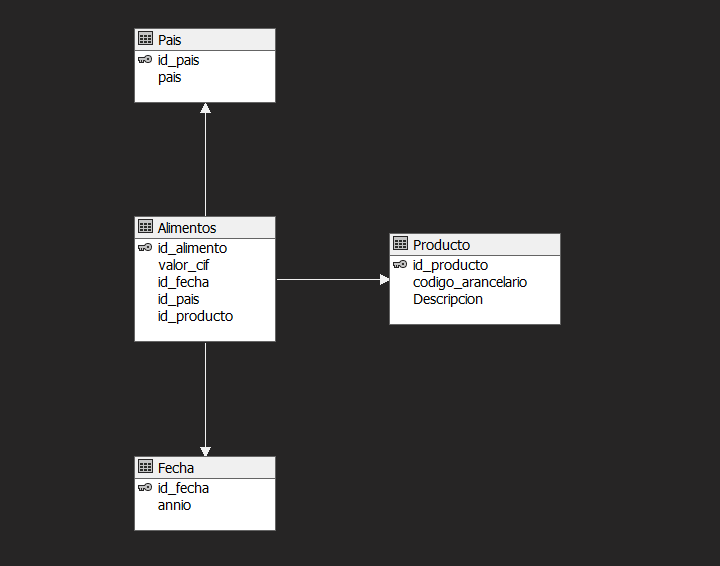 Pais
id_pais
pais
Alimentos
id_alimento
valor_cif
id_fecha
id_pais
id_producto
Producto
id_producto
codigo_arancelario
Descripcion
Fecha
id_fecha
annio